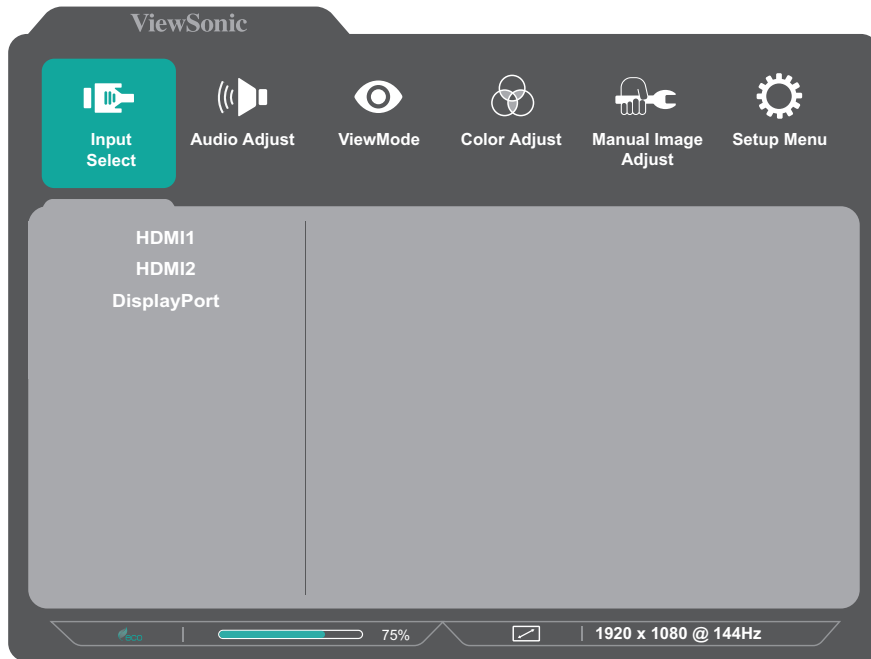 ViewSonic
Input
Select
Audio Adjust
ViewMode
Color Adjust
Manual Image
Adjust
Setup Menu
HDMI1
HDMI2
DisplayPort
eco
75%
1920 x 1080 @ 144Hz